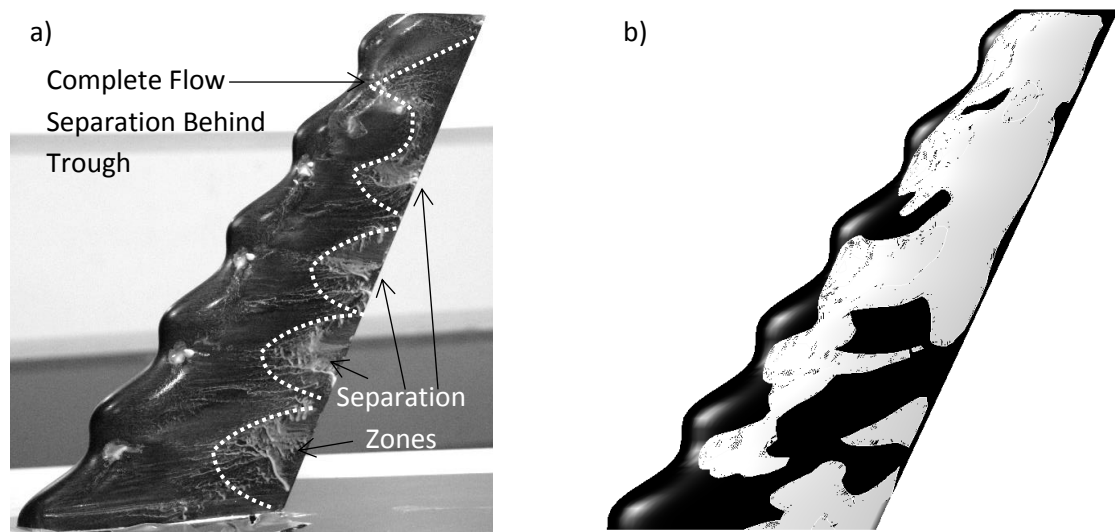 a)
b)
Complete Flow
Separation Behind
Trough
Separation
Zones